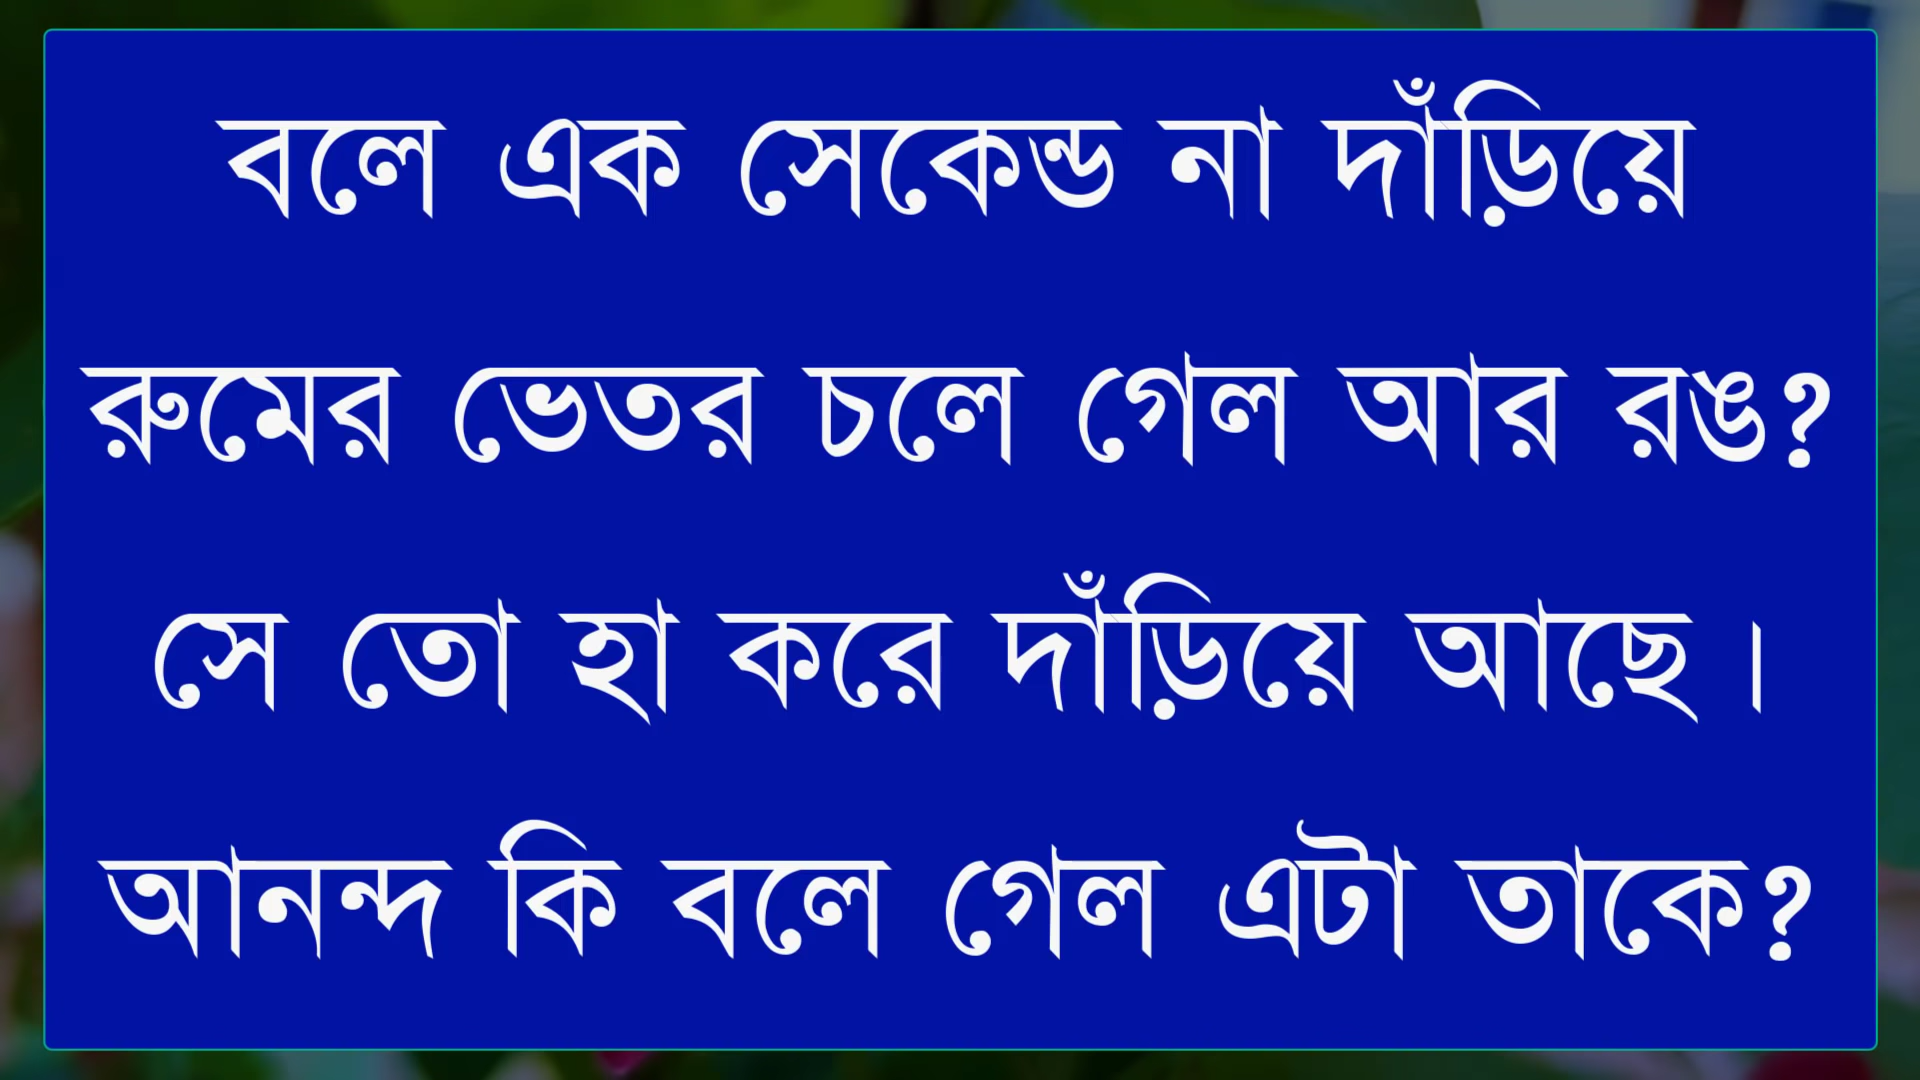 বলে এক সেকেন্ড না দাঁড়িয়ে
রুমের ভেতর চলে গেল আর রঙ?
সে তো হা করে দাঁড়িয়ে আছে।
আনন্দ কি বলে গেল এটা তাকে?